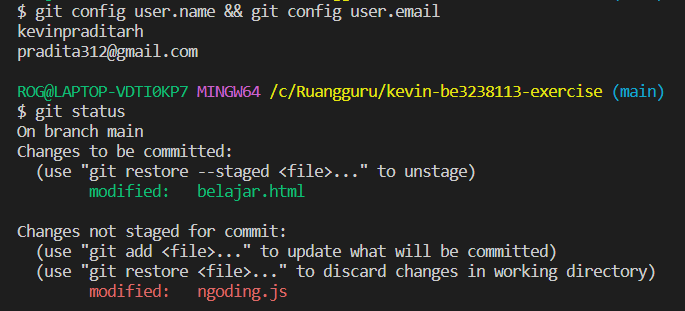 $ git config user.name && git config user.email
kevinpraditarh
pradita312@gmail.com
ROG@LAPTOP-VDTI0KP7 MINGW64 /c/Ruangguru/kevin-be3238113-exercise (main)
$ git status
On branch main
Changes to be committed:
  (use "git restore --staged <file>..." to unstage)
        modified:   belajar.html
Changes not staged for commit:
  (use "git add <file>..." to update what will be committed)
  (use "git restore <file>..." to discard changes in working directory)
        modified:   ngoding.js